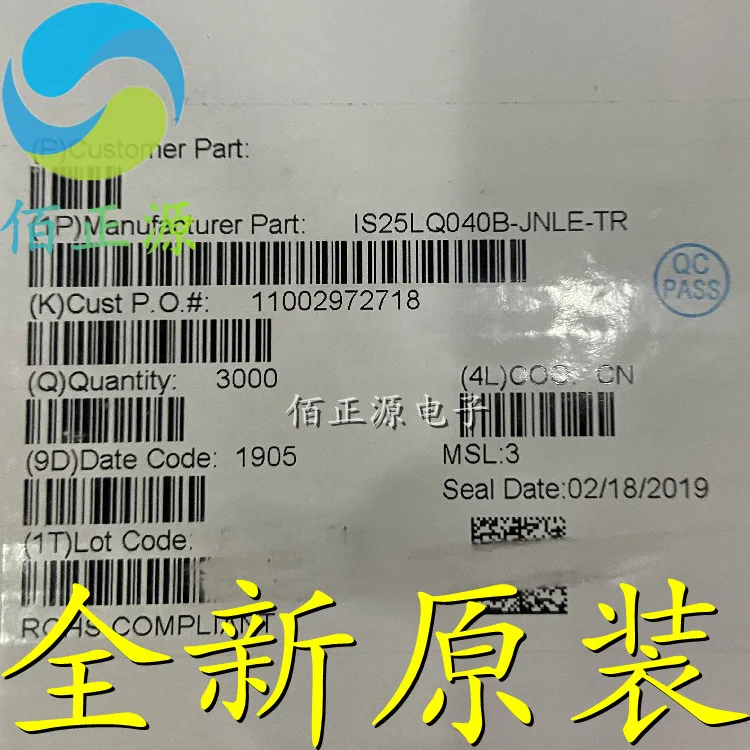 (P)Customer Part:
佰正源
(P)Manufacturer Part: IS25LQ040B-JNLE-TR
QC
PASS
(K)Cust P.O.#: 11002972718
(Q)Quantity: 3000
(4L)COO: CN
佰正源电子
(9D)Date Code: 1905
MSL:3
Seal Date:02/18/2019
(1T)Lot Code:
ROHS COMPLIANT
全新原装